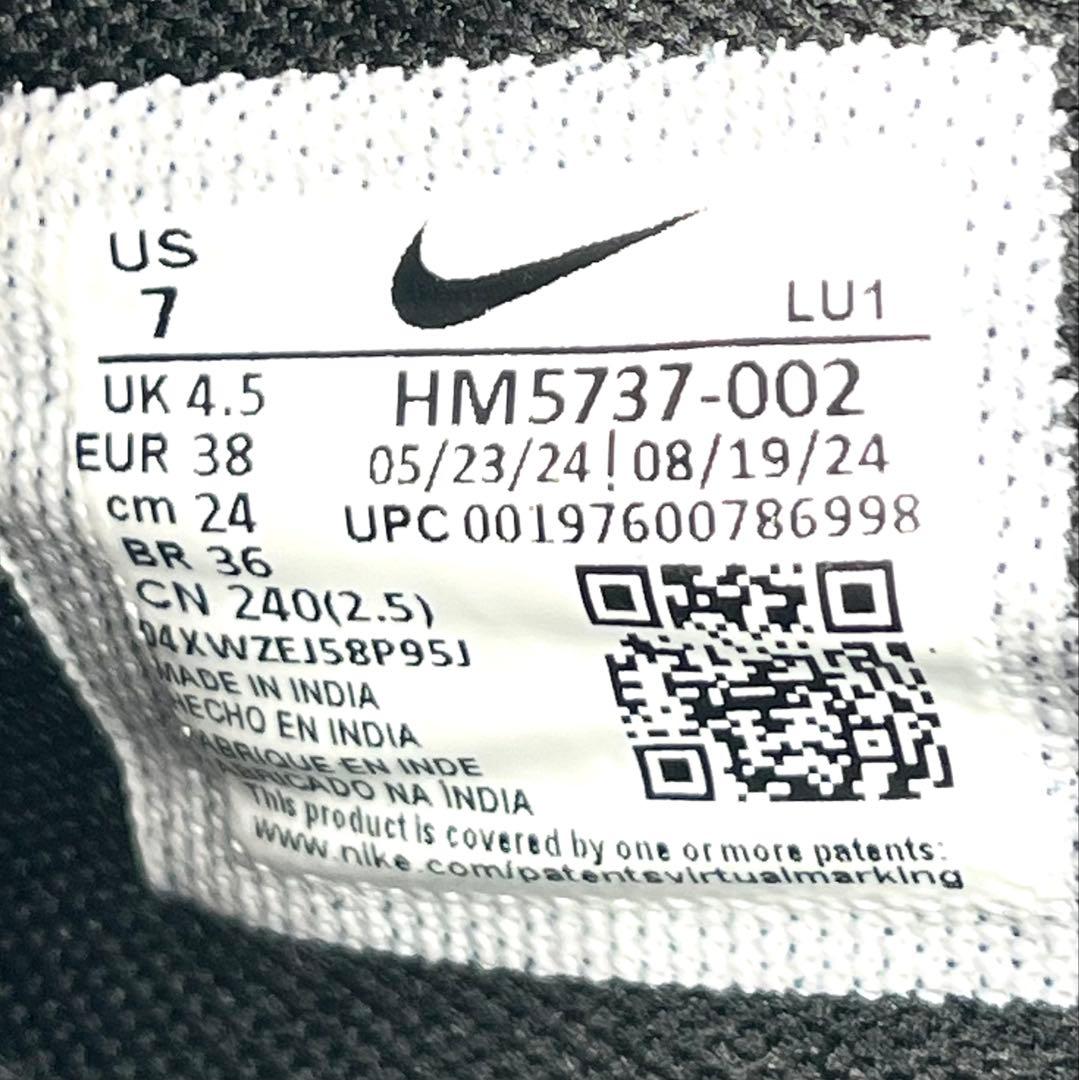 US
7
LU1
UK 4.5
HM5737-002
EUR 38
05/23/24 | 08/19/24
cm 24
UPC 00197600786998
BR 36
CN 240(2.5)
04XWZEJ58P95J
MADE IN INDIA
HECHO EN INDIA
FABRIQUE EN INDE
FABRICADO NA ÍNDIA
This product is covered by one or more patents:
www.nike.com/patentsvirtualmarking